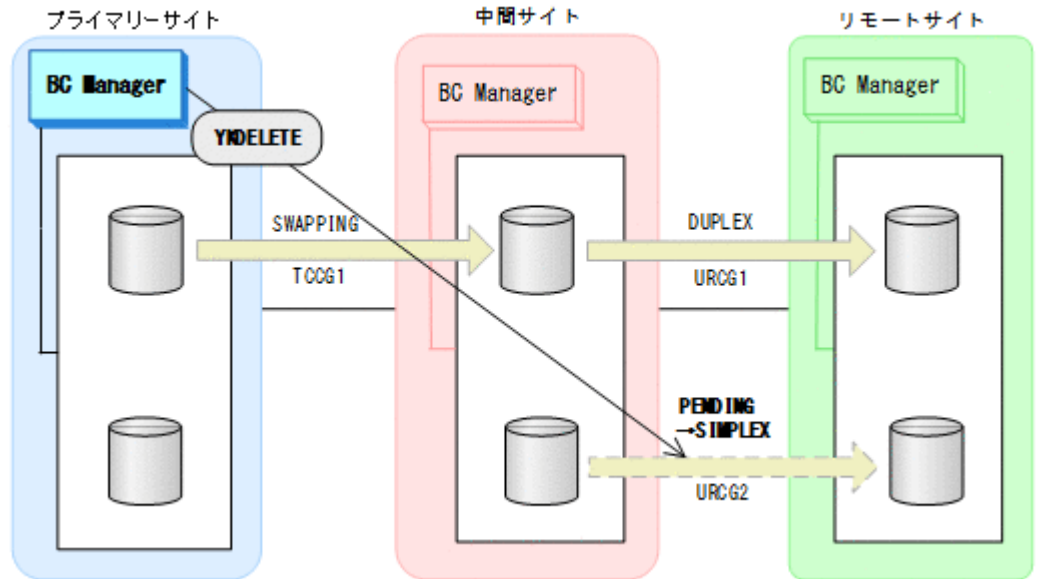 プライマリーサイト
中間サイト
リモートサイト
BC Manager
BC Manager
BC Manager
YKDELETE
SWAPPING
TCCG1
DUPLEX
URCG1
PENDING
→SIMPLEX
URCG2